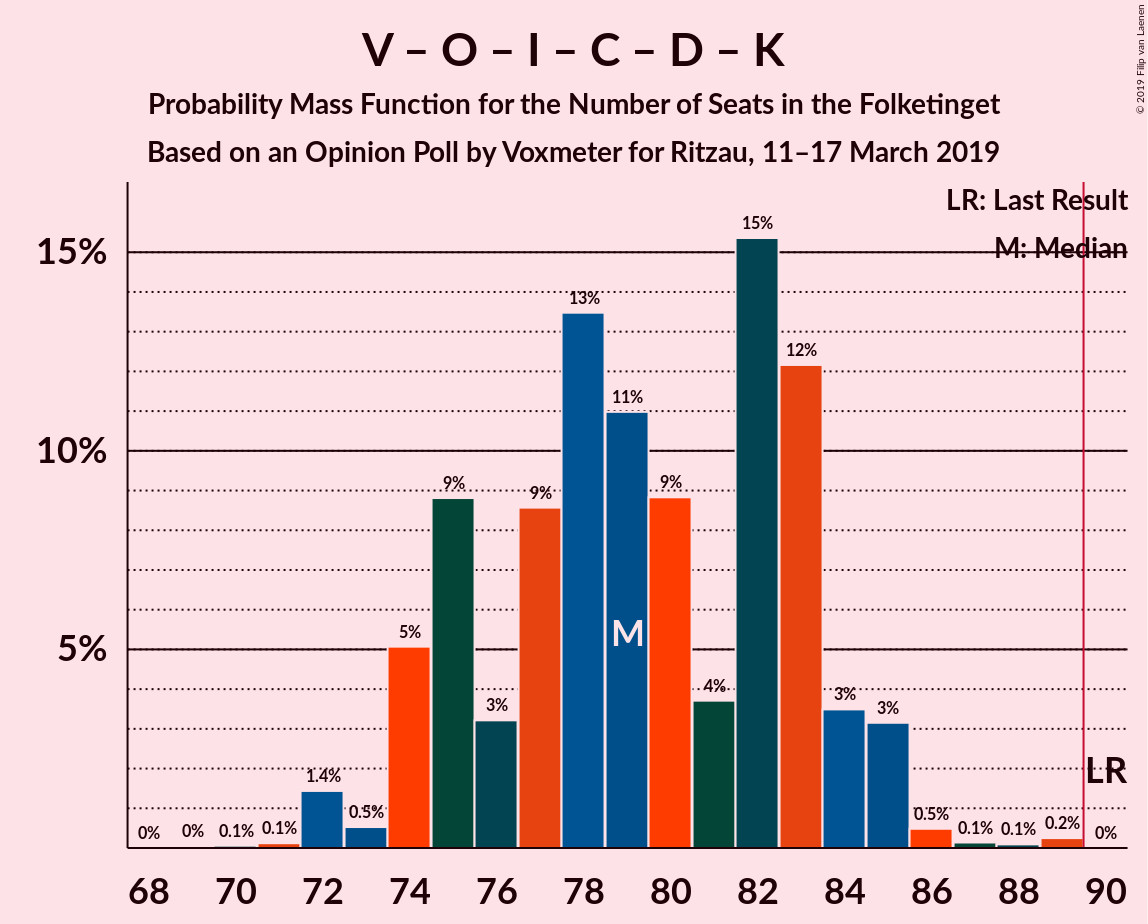 V – O – I – C – D – K
Probability Mass Function for the Number of Seats in the Folketinget
Based on an Opinion Poll by Voxmeter for Ritzau, 11–17 March 2019
© 2019 Filip van Laenen
LR: Last Result
M: Median
15%
10%
5%
0%
0%
0.1%
0.1%
1.4%
0.5%
5%
9%
3%
9%
13%
11%
9%
4%
15%
12%
3%
3%
0.5%
0.1%
0.1%
0.2%
0%
M
LR
68 70 72 74 76 78 80 82 84 86 88 90